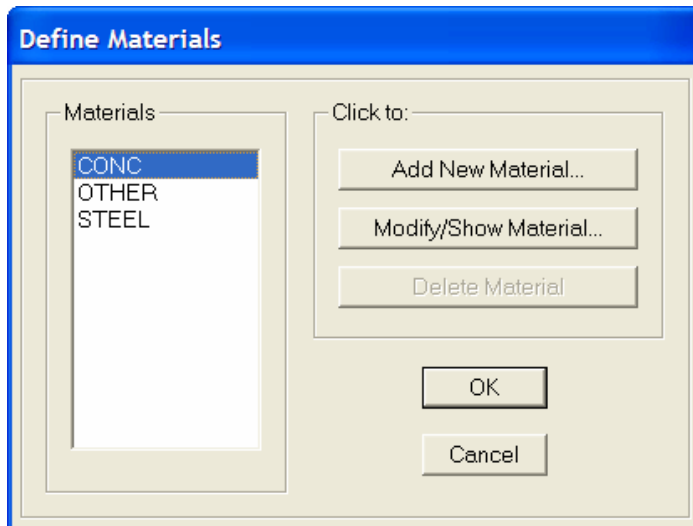 Define Materials
Materials
CONC
OTHER
STEEL
Click to:
Add New Material...
Modify/Show Material...
Delete Material
OK
Cancel